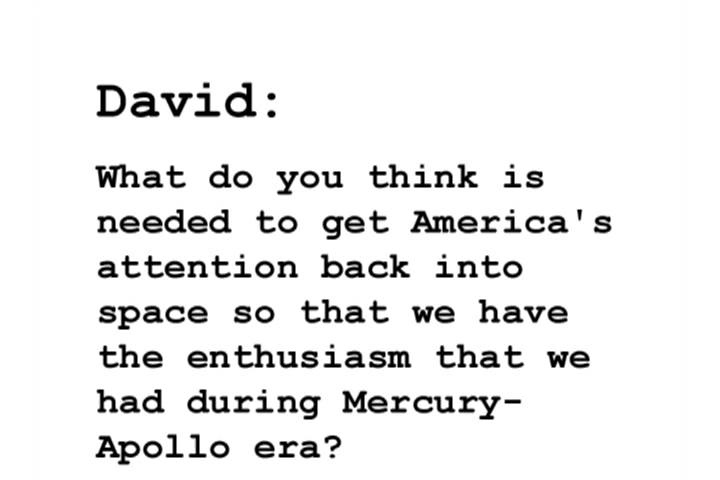 David:
What do you think is
needed to get America's
attention back into
space so that we have
the enthusiasm that we
had during Mercury-
Apollo era?